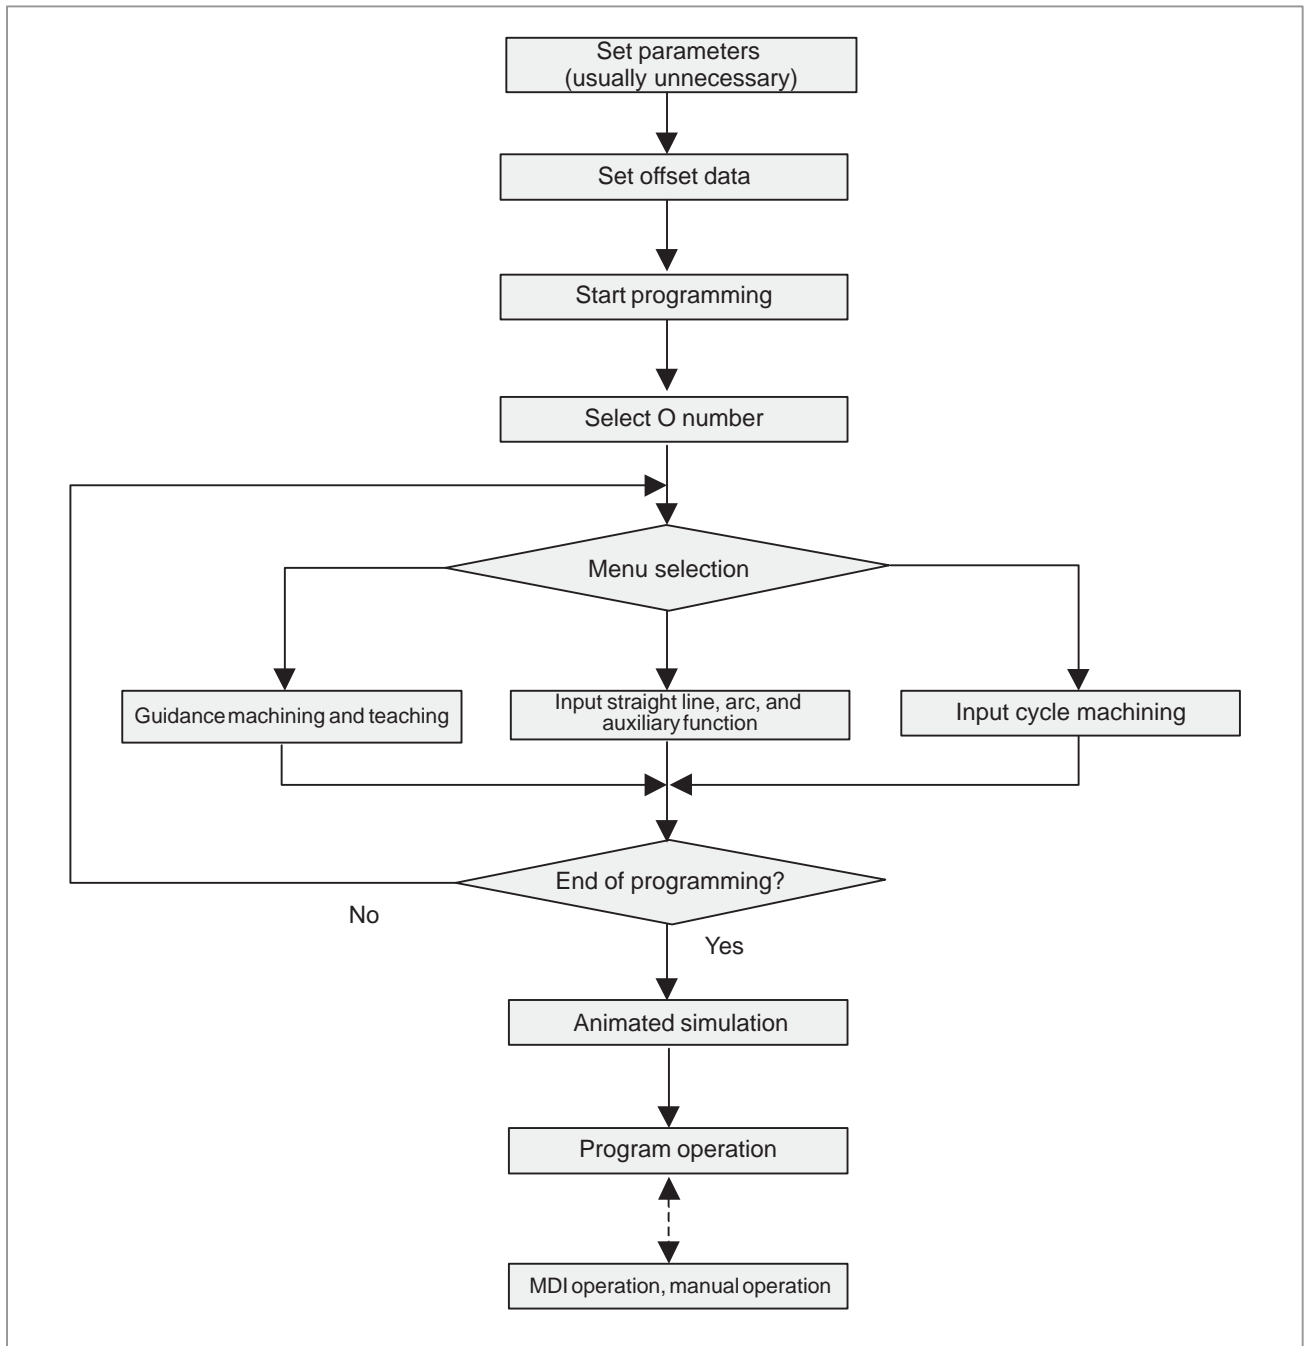 Set parameters
(usually unnecessary)
Set offset data
Start programming
Select O number
Menu selection
Guidance machining and teaching
Input straight line, arc, and
auxiliary function
Input cycle machining
End of programming?
No
Yes
Animated simulation
Program operation
MDI operation, manual operation